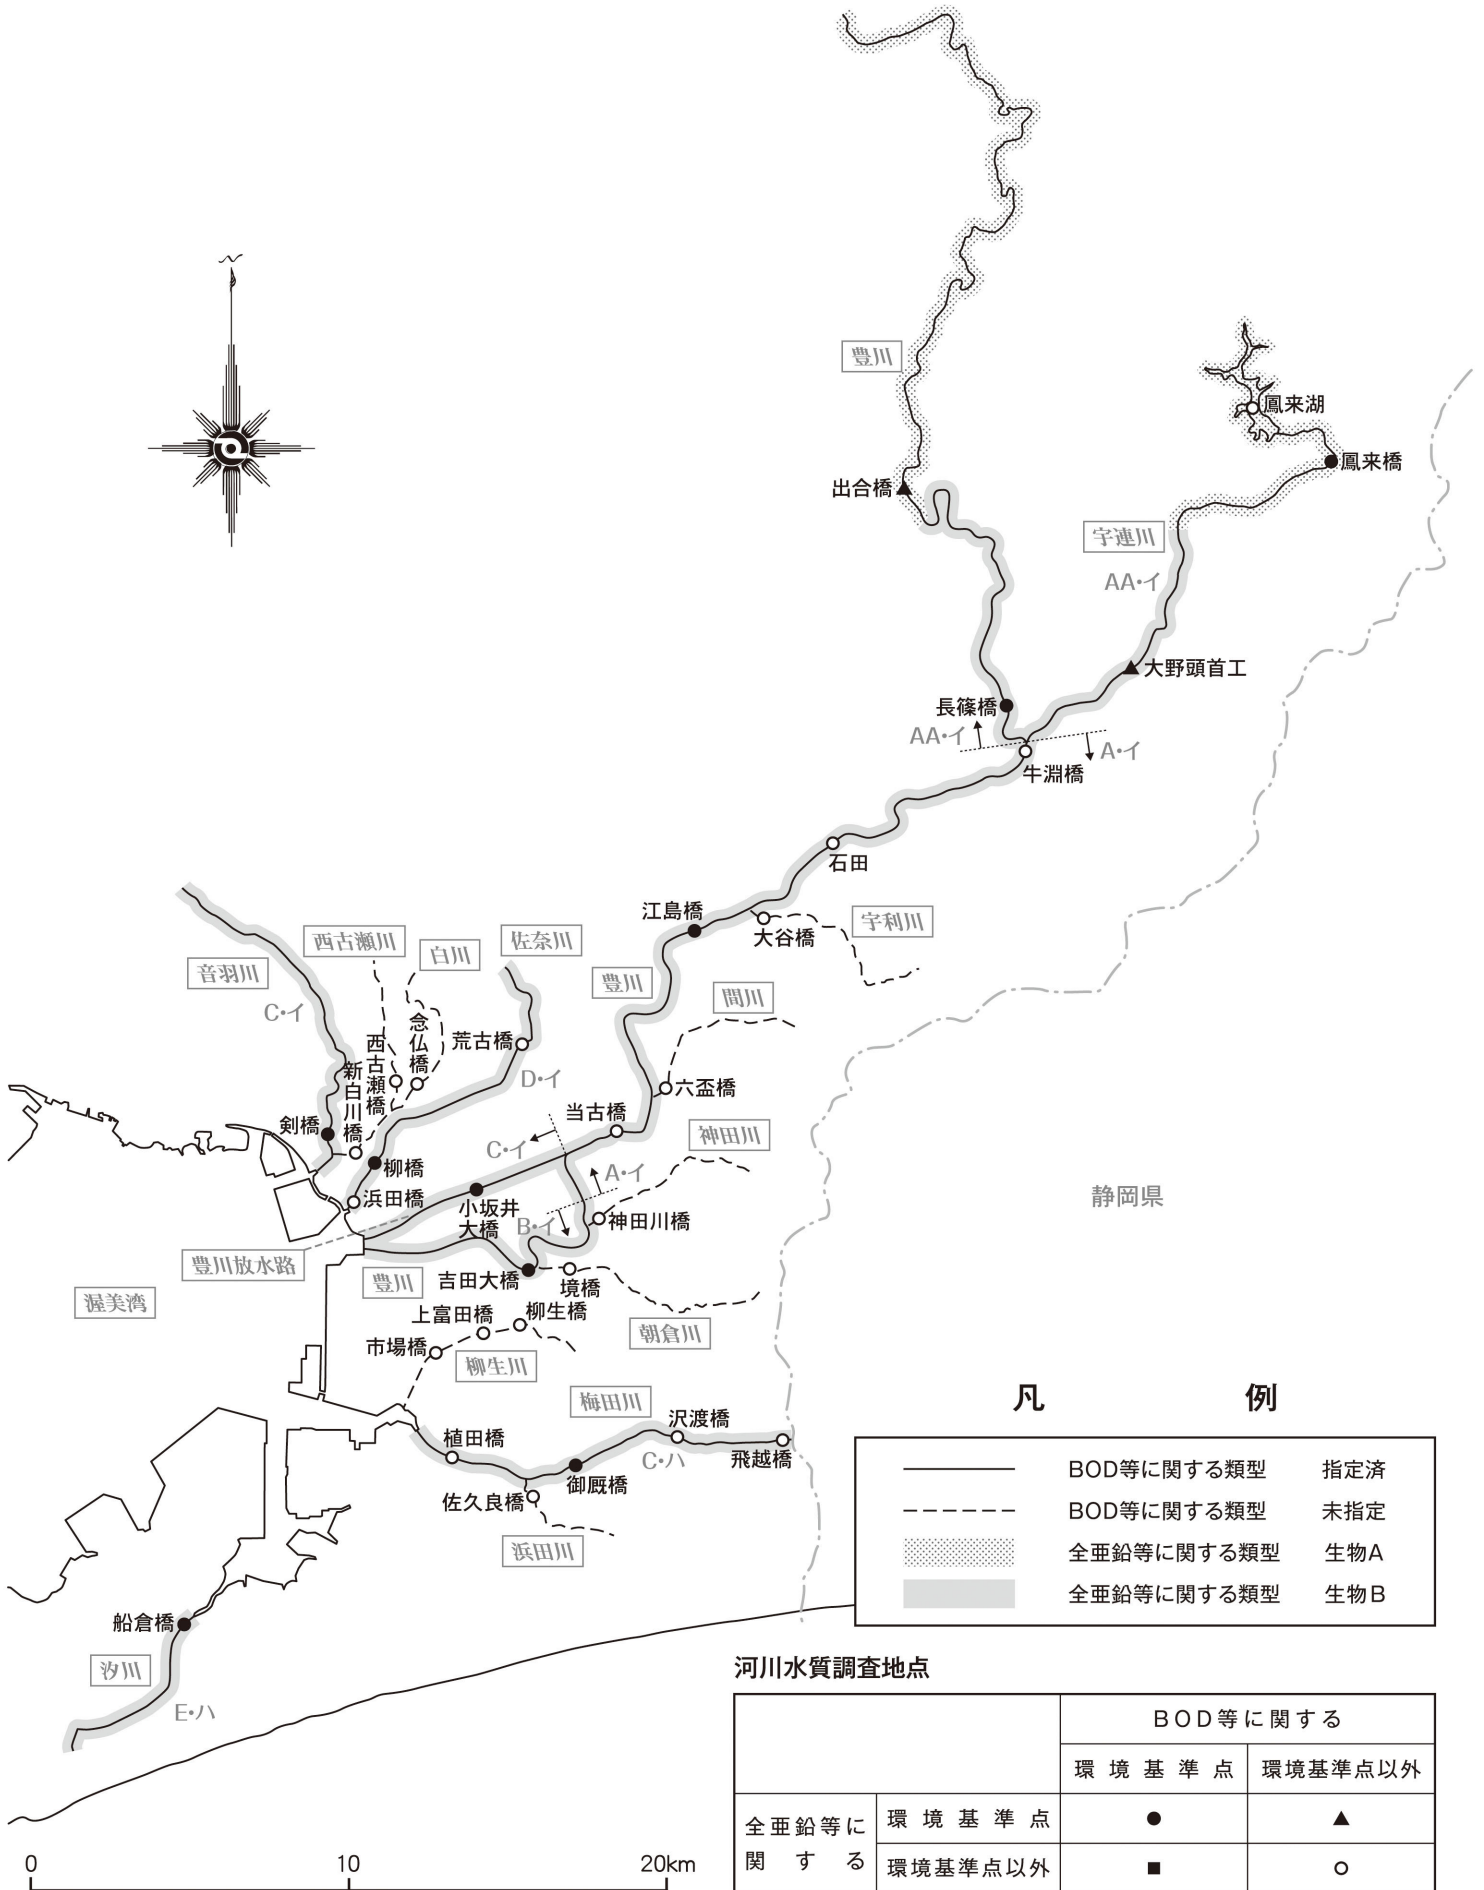 N
豊川
鳳来湖
鳳来橋
出合橋
宇連川
AA・イ
大野頭首工
長篠橋
AA・イ
A・イ
牛淵橋
石田
江島橋
大谷橋
宇利川
西古瀬川
白川
佐奈川
音羽川
豊川
間川
C・イ
念仏橋
西古瀬橋
荒古橋
新白川橋
D・イ
六盃橋
当古橋
剣橋
神田川
C・イ
柳橋
A・イ
浜田橋
小坂井
大橋
B・イ
神田川橋
静岡県
豊川放水路
豊川
吉田大橋
境橋
渥美湾
上富田橋
柳生橋
朝倉川
市場橋
柳生川
梅田川
沢渡橋
植田橋
C・ハ
飛越橋
御厩橋
佐久良橋
浜田川
船倉橋
汐川
E・ハ
凡 例
BOD等に関する類型 指定済
BOD等に関する類型 未指定
全亜鉛等に関する類型 生物A
全亜鉛等に関する類型 生物B
河川水質調査地点
BOD等に関する
環境基準点 環境基準点以外
全亜鉛等に
関する
環境基準点 ● ▲
環境基準点以外 ■ ○
0 10 20km